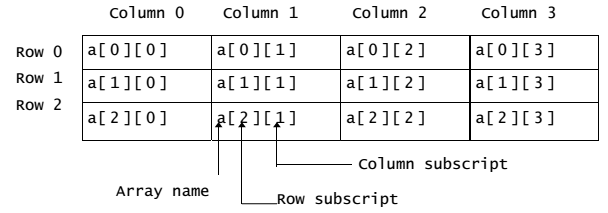 Column 0 Column 1 Column 2 Column 3
Row 0 a[0][0] a[0][1] a[0][2] a[0][3]
Row 1 a[1][0] a[1][1] a[1][2] a[1][3]
Row 2 a[2][0] a[2][1] a[2][2] a[2][3]
Column subscript
Array name
Row subscript